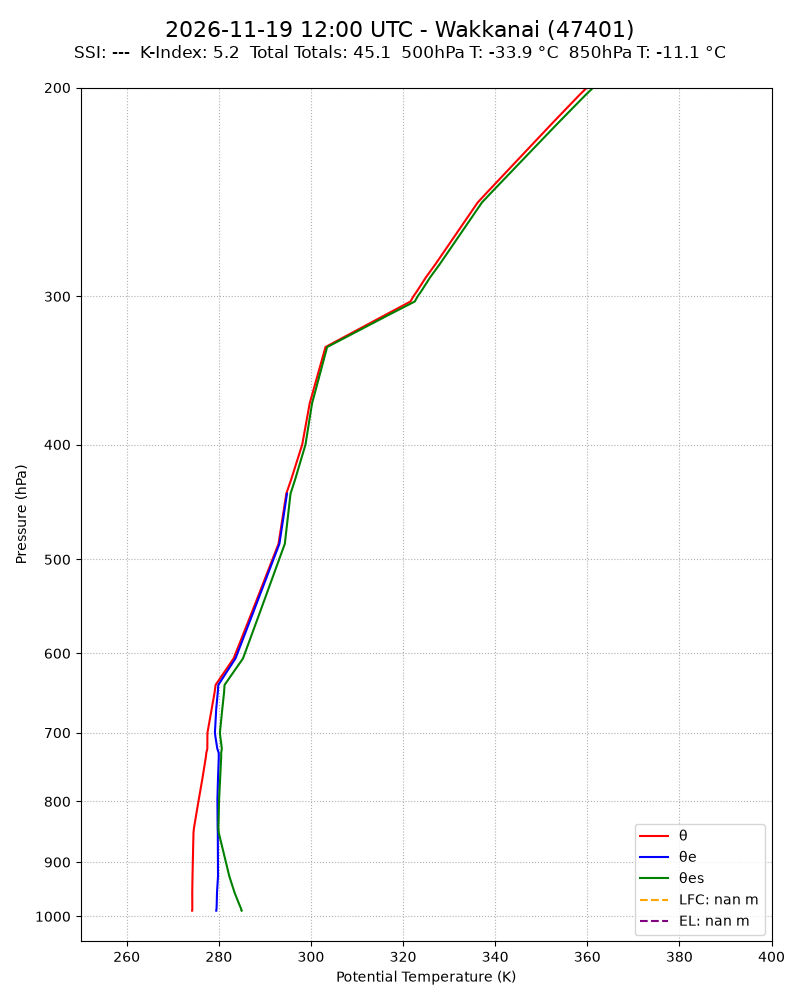 2026-11-19 12:00 UTC - Wakkanai (47401)
SSI: --- K-Index: 5.2 Total Totals: 45.1 500hPa T: -33.9 °C 850hPa T: -11.1 °C
200
300
400
500
600
700
800
900
1000
Pressure (hPa)
θ
θe
θes
LFC: nan m
EL: nan m
260
280
300
320
340
360
380
400
Potential Temperature (K)